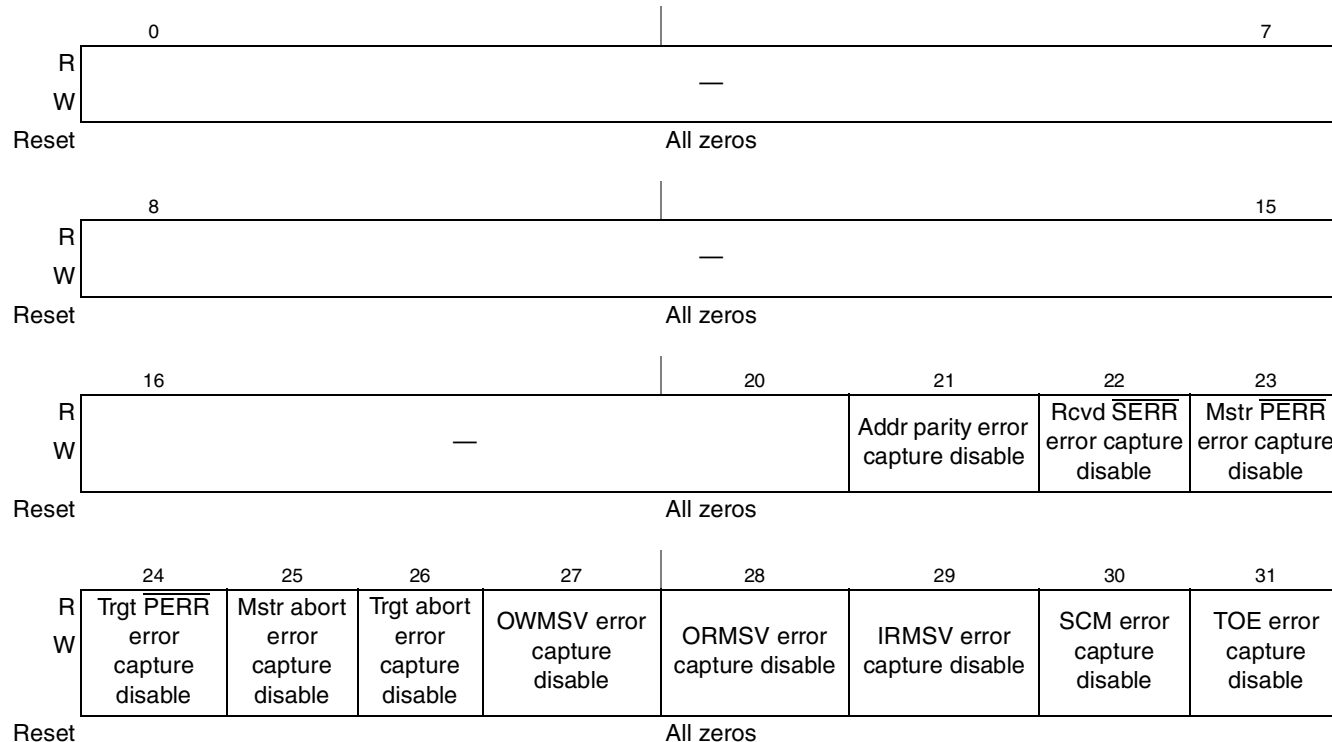 0 7
R
W
—
Reset All zeros
8 15
R
W
—
Reset All zeros
16 20 21 22 23
R
W
—
Addr parity error
capture disable
Rcvd SERR
error capture
disable
Mstr PERR
error capture
disable
Reset All zeros
24 25 26 27 28 29 30 31
R
W
Trgt PERR
error
capture
disable
Mstr abort
error
capture
disable
Trgt abort
error
capture
disable
OWMSV error
capture
disable
ORMSV error
capture disable
IRMSV error
capture disable
SCM error
capture
disable
TOE error
capture
disable
Reset All zeros